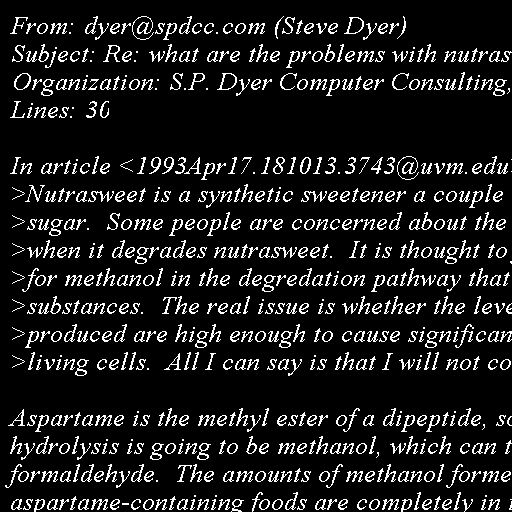 From: dyer@spdcc.com (Steve Dyer)
Subject: Re: what are the problems with nutras
Organization: S.P. Dyer Computer Consulting,
Lines: 30

In article <1993Apr17.181013.3743@uvm.edu
>Nutrasweet is a synthetic sweetener a couple
>sugar.  Some people are concerned about the
>when it degrades nutrasweet.  It is thought to
>for methanol in the degredation pathway that
>substances.  The real issue is whether the leve
>produced are high enough to cause significan
>living cells.  All I can say is that I will not co

Aspartame is the methyl ester of a dipeptide, so
hydrolysis is going to be methanol, which can t
formaldehyde.  The amounts of methanol forme
aspartame-containing foods are completely in